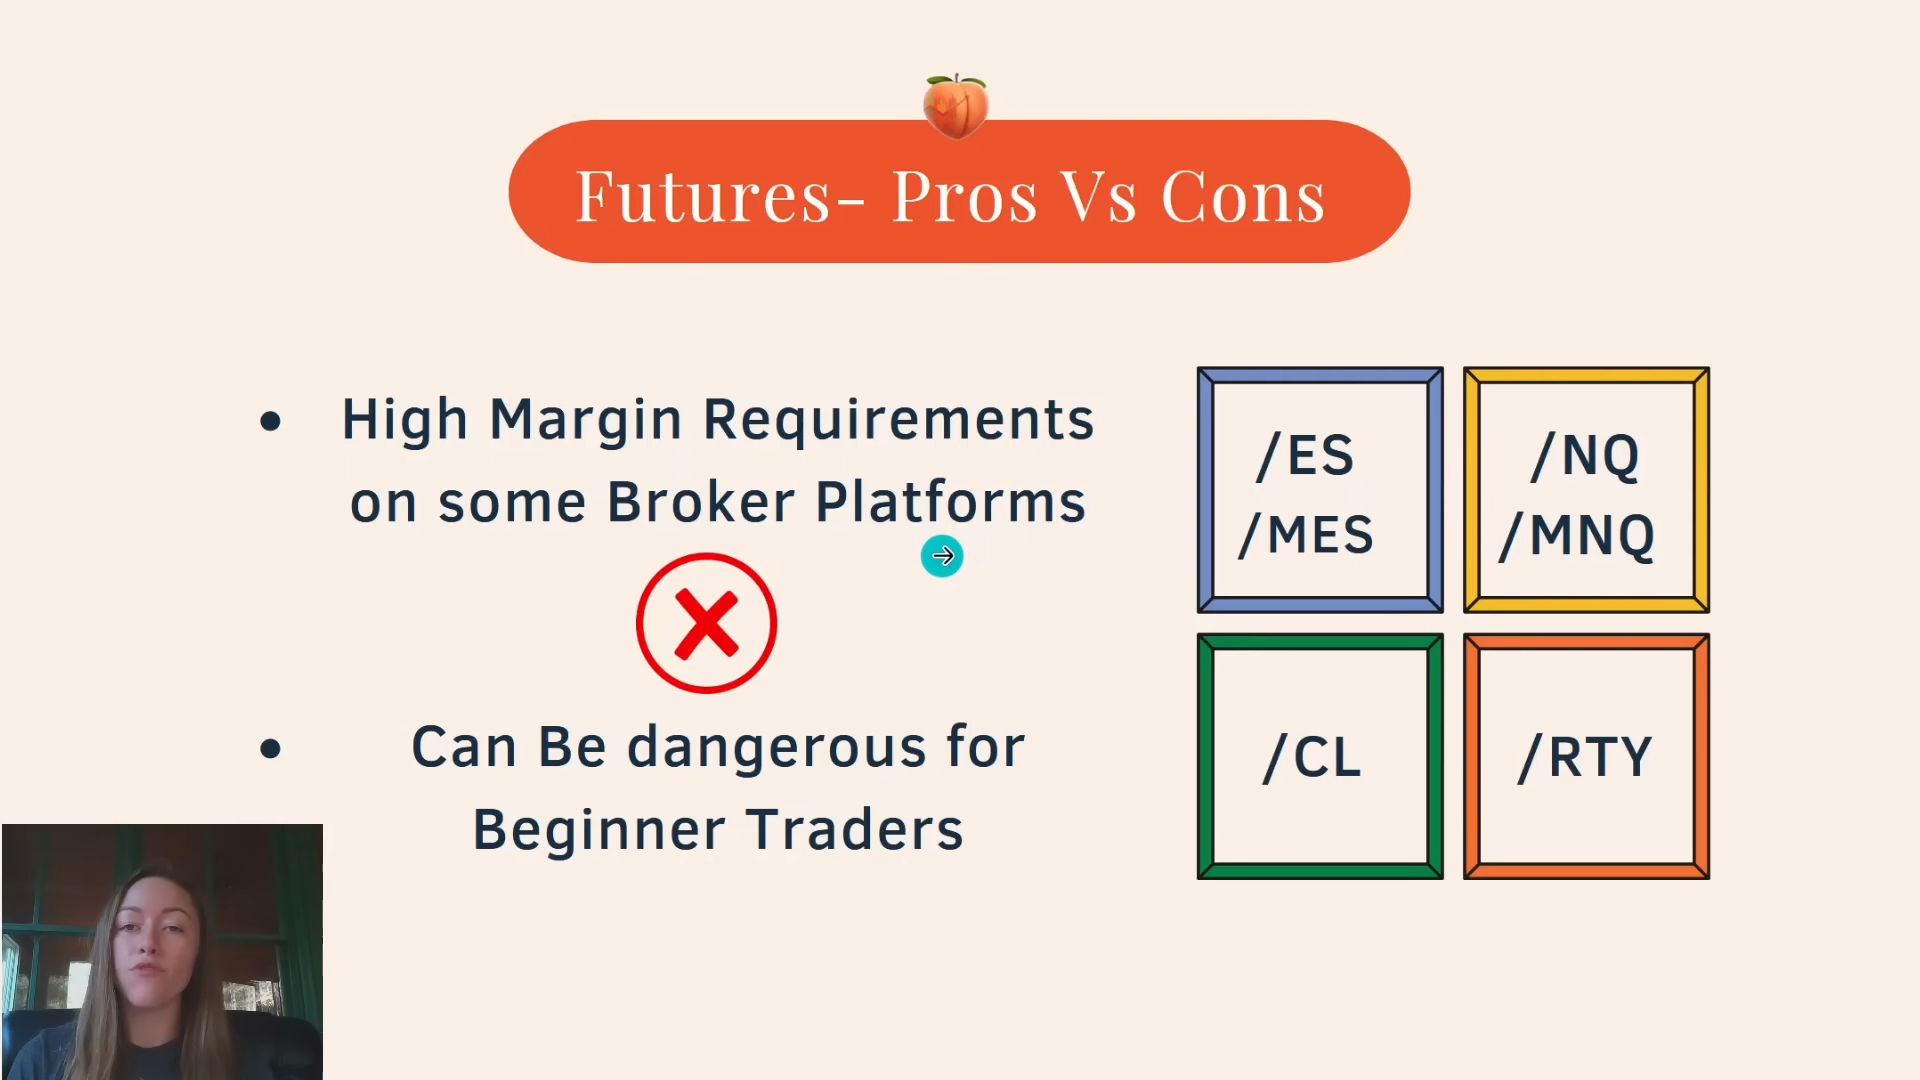 Futures- Pros Vs Cons
• High Margin Requirements
on some Broker Platforms
• Can Be dangerous for
Beginner Traders
/ES
/MES
/NQ
/MNQ
/CL
/RTY